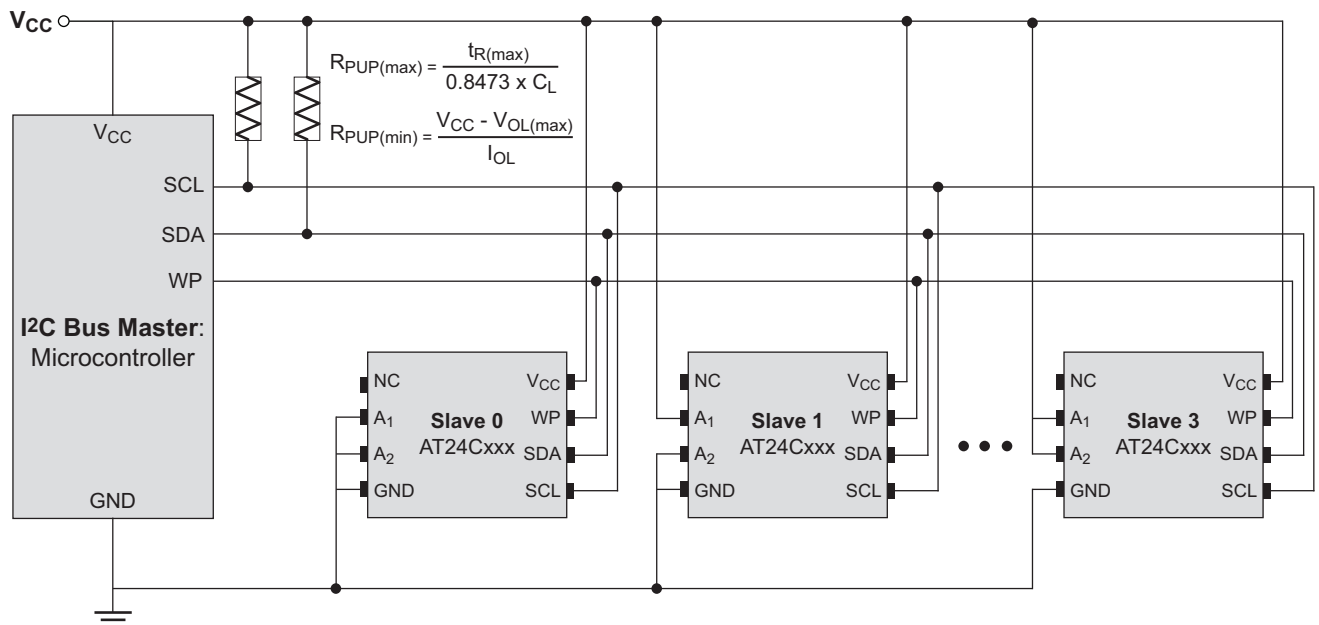 VCC
RPUP(max) = tR(max)
0.8473 x CL
RPUP(min) = VCC - VOL(max)
IOL
VCC
SCL
SDA
WP
I2C Bus Master:
Microcontroller
GND
NC
A1
A2
GND
Slave 0
AT24Cxxx
VCC
WP
SDA
SCL
NC
A1
A2
GND
Slave 1
AT24Cxxx
VCC
WP
SDA
SCL
NC
A1
A2
GND
Slave 3
AT24Cxxx
VCC
WP
SDA
SCL